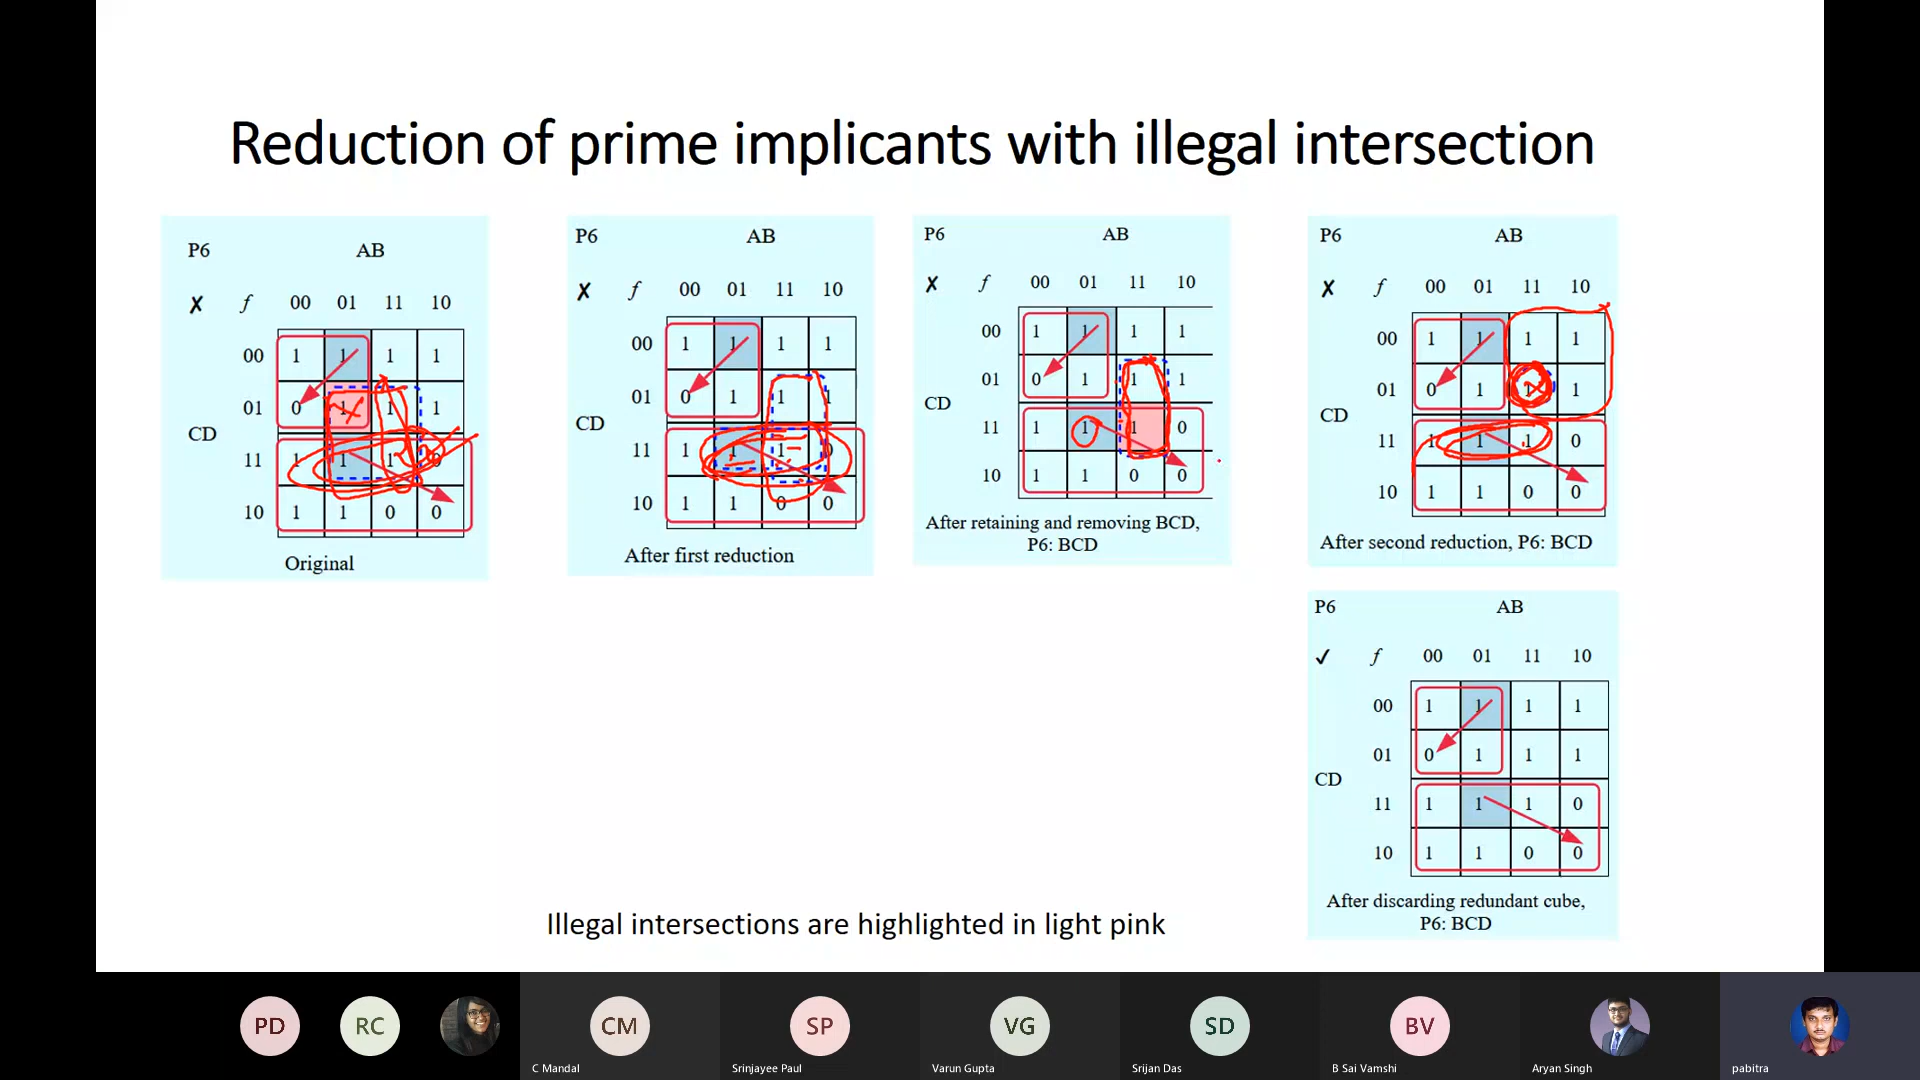 Reduction of prime implicants with illegal intersection
P6 AB
✗ f 00 01 11 10
00 1 1 1 1
01 0 1 1 1
CD
11 1 1 1 0
10 1 1 0 0
Original
P6 AB
✗ f 00 01 11 10
00 1 1 1 1
01 0 1 1 1
CD
11 1 1 1 0
10 1 1 0 0
After first reduction
P6 AB
✗ f 00 01 11 10
00 1 1 1 1
01 0 1 1 1
CD
11 1 1 1 0
10 1 1 0 0
After retaining and removing BCD,
P6: BCD
P6 AB
✗ f 00 01 11 10
00 1 1 1 1
01 0 1 1 1
CD
11 1 1 1 0
10 1 1 0 0
After second reduction, P6: BCD
P6 AB
✓ f 00 01 11 10
00 1 1 1 1
01 0 1 1 1
CD
11 1 1 1 0
10 1 1 0 0
After discarding redundant cube,
P6: BCD
Illegal intersections are highlighted in light pink
PD RC CM SP VG SD BV
C Mandal Srinjayee Paul Varun Gupta Srijan Das B Sai Vamshi Aryan Singh pabitra